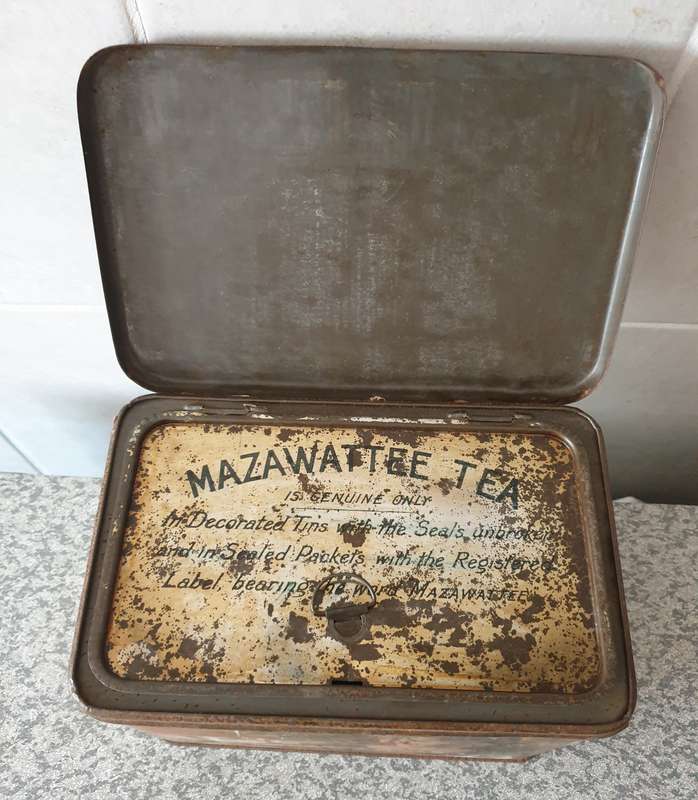 MAZAWATTEE TEA
IS GENUINE ONLY
In Decorated Tins with the Seals unbroken
and in Sealed Packets with the Registered
Label, bearing the word MAZAWATTEE